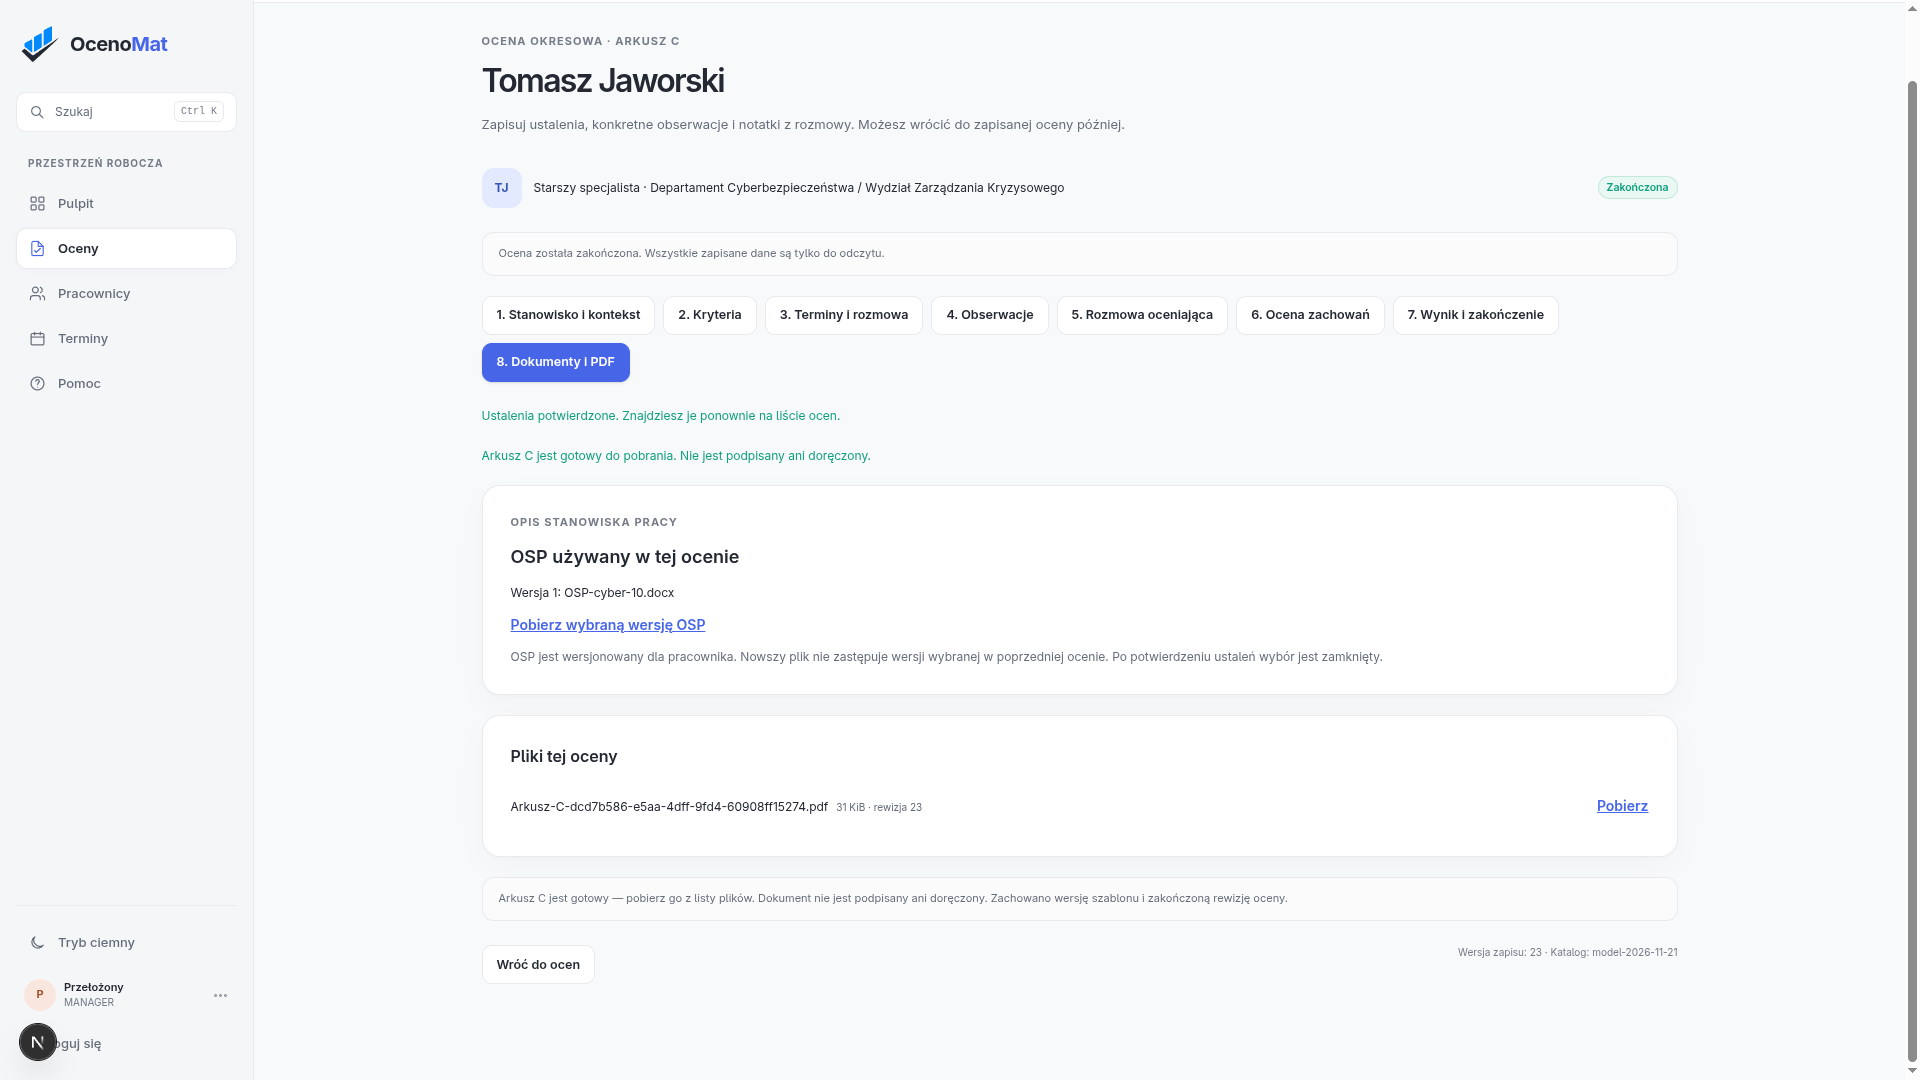 OcenoMat
Szukaj
Ctrl K
PRZESTRZEŃ ROBOCZA
Pulpit
Oceny
Pracownicy
Terminy
Pomoc
Tryb ciemny
P
Przełożony
MANAGER
N
oguj się
OCENA OKRESOWA · ARKUSZ C
Tomasz Jaworski
Zapisuj ustalenia, konkretne obserwacje i notatki z rozmowy. Możesz wrócić do zapisanej oceny później.
TJ
Starszy specjalista · Departament Cyberbezpieczeństwa / Wydział Zarządzania Kryzysowego
Zakończona
Ocena została zakończona. Wszystkie zapisane dane są tylko do odczytu.
1. Stanowisko i kontekst
2. Kryteria
3. Terminy i rozmowa
4. Obserwacje
5. Rozmowa oceniająca
6. Ocena zachowań
7. Wynik i zakończenie
8. Dokumenty i PDF
Ustalenia potwierdzone. Znajdziesz je ponownie na liście ocen.
Arkusz C jest gotowy do pobrania. Nie jest podpisany ani doręczony.
OPIS STANOWISKA PRACY
OSP używany w tej ocenie
Wersja 1: OSP-cyber-10.docx
Pobierz wybraną wersję OSP
OSP jest wersjonowany dla pracownika. Nowszy plik nie zastępuje wersji wybranej w poprzedniej ocenie. Po potwierdzeniu ustaleń wybór jest zamknięty.
Pliki tej oceny
Arkusz-C-dcd7b586-e5aa-4dff-9fd4-60908ff15274.pdf 31 KiB · rewizja 23
Pobierz
Arkusz C jest gotowy — pobierz go z listy plików. Dokument nie jest podpisany ani doręczony. Zachowano wersję szablonu i zakończoną rewizję oceny.
Wróć do ocen
Wersja zapisu: 23 · Katalog: model-2026-11-21